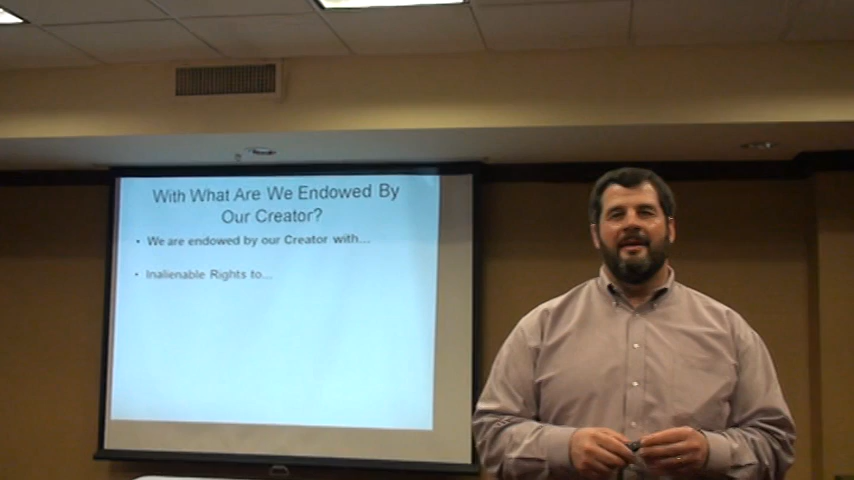 With What Are We Endowed By
Our Creator?
• We are endowed by our Creator with...
• Inalienable Rights to...